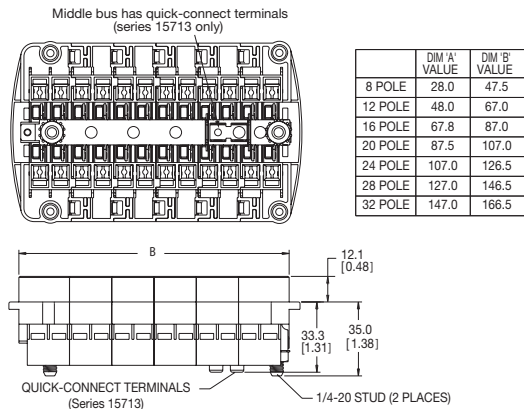 Middle bus has quick-connect terminals
(series 15713 only)
DIM 'A' VALUE DIM 'B' VALUE
8 POLE 28.0 47.5
12 POLE 48.0 67.0
16 POLE 67.8 87.0
20 POLE 87.5 107.0
24 POLE 107.0 126.5
28 POLE 127.0 146.5
32 POLE 147.0 166.5
B
12.1
[0.48]
33.3
[1.31]
35.0
[1.38]
QUICK-CONNECT TERMINALS
(Series 15713)
1/4-20 STUD (2 PLACES)